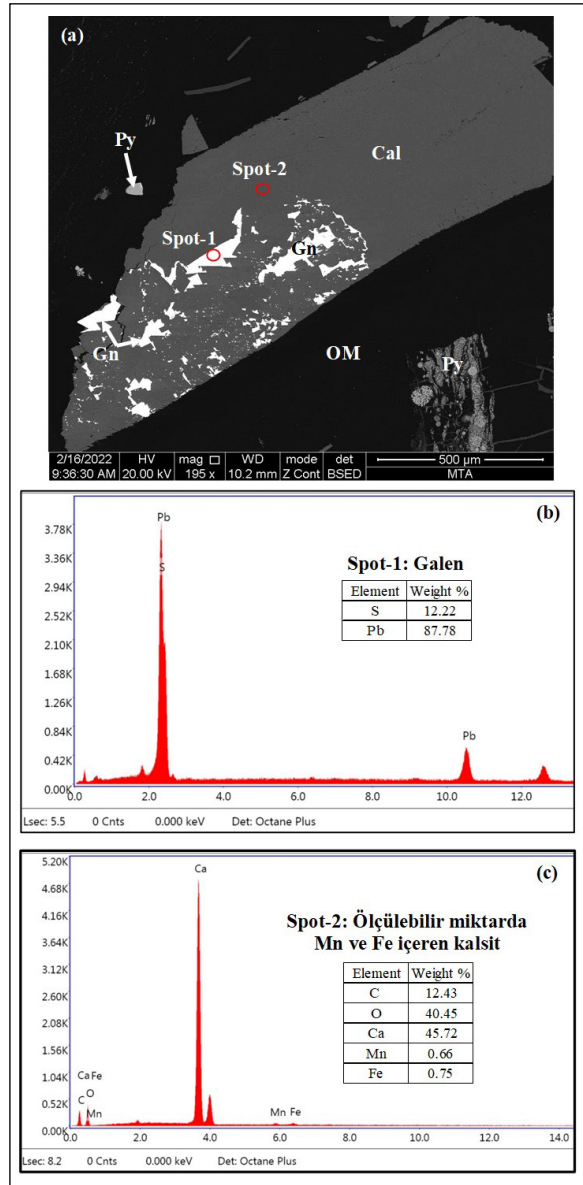 (a)
Py
Cal
Spot-2
Spot-1
Gn
Gn
OM
Py
2/16/2022 HV mag □ WD mode det 500 µm
9:36:30 AM 20.00 kV 195 x 10.2 mm Z Cont BSED MTA
(b)
Pb
3.78K
3.36K
2.94K
2.52K
2.10K
1.68K
1.26K
0.84K
0.42K
0.00K
S
Pb
Spot-1: Galen
Element Weight %
S 12.22
Pb 87.78
0.0 2.0 4.0 6.0 8.0 10.0 12.0
Lsec: 5.5 0 Cnts 0.000 keV Det: Octane Plus
(c)
5.20K
4.68K
4.16K
3.64K
3.12K
2.60K
2.08K
1.56K
1.04K
0.52K
0.00K
Ca
Spot-2: Ölçülebilir miktarda
Mn ve Fe içeren kalsit
Element Weight %
C 12.43
O 40.45
Ca 45.72
Mn 0.66
Fe 0.75
Ca Fe
O
C Mn
Mn Fe
0.0 2.0 4.0 6.0 8.0 10.0 12.0 14.0
Lsec: 8.2 0 Cnts 0.000 keV Det: Octane Plus